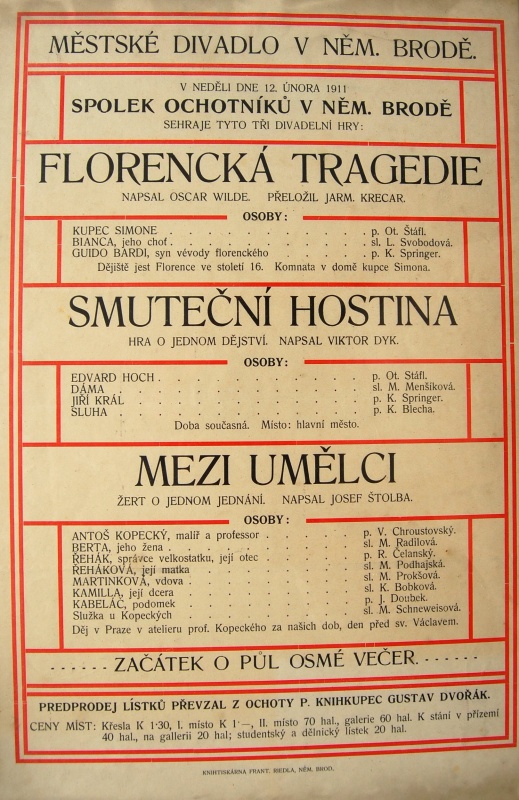 MĚSTSKÉ DIVADLO V NĚM. BRODĚ.
V NEDĚLI DNE 12. ÚNORA 1911
SPOLEK OCHOTNÍKŮ V NĚM. BRODĚ
SEHRAJE TYTO TŘI DIVADELNÍ HRY:
FLORENCKÁ TRAGEDIE
NAPSAL OSCAR WILDE. PŘELOŽIL JARM. KRECAR.
OSOBY:
KUPEC SIMONE . . . . . . . . . . . p. Ot. Štáfl.
BIANCA, jeho choť . . . . . . . . . . . sl. L. Svobodová.
GUIDO BARDI, syn vévody florenckého . . . . . p. K. Springer.
Dějiště jest Florence ve století 16. Komnata v domě kupce Simona.
SMUTEČNÍ HOSTINA
HRA O JEDNOM DĚJSTVÍ. NAPSAL VIKTOR DYK.
OSOBY:
EDVARD HOCH . . . . . . . . . . . p. Ot. Stáfl.
DÁMA . . . . . . . . . . . . sl. M. Menšíková.
JIŘÍ KRÁL . . . . . . . . . . . . p. K. Springer.
SLUHA . . . . . . . . . . . . p. K. Blecha.
Doba současná. Místo: hlavní město.
MEZI UMĚLCI
ŽERT O JEDNOM JEDNÁNÍ. NAPSAL JOSEF ŠTOLBA.
OSOBY:
ANTOŠ KOPECKÝ, malíř a professor . . . . . p. V. Chroustovský.
BERTA, jeho žena . . . . . . . . . . sl. M. Radilová.
ŘEHÁK, správce velkostatku, její otec . . . . . p. R. Čelanský.
ŘEHÁKOVÁ, její matka . . . . . . . . sl. M. Podhajská.
MARTINKOVÁ, vdova . . . . . . . . . sl. M. Prokšová.
KAMILLA, její dcera . . . . . . . . . sl. K. Bobková.
KABELÁČ, podomek . . . . . . . . . p. J. Doubek.
Služka u Kopeckých . . . . . . . . . sl. M. Schneweisová.
Děj v Praze v atelieru prof. Kopeckého za našich dob, den před sv. Václavem.
. . . . . . ZAČÁTEK O PŮL OSMÉ VEČER. . . . . . .
PŘEDPRODEJ LÍSTKŮ PŘEVZAL Z OCHOTY P. KNIHKUPEC GUSTAV DVOŘÁK.
CENY MÍST: Křesla K 1·30, I. místo K 1·—, II. místo 70 hal., galerie 60 hal. K stání v přízemí
40 hal., na gallerii 20 hal; studentský a dělnický lístek 20 hal.
KNIHTISKÁRNA FRANT. RIEDLA, NĚM. BROD.